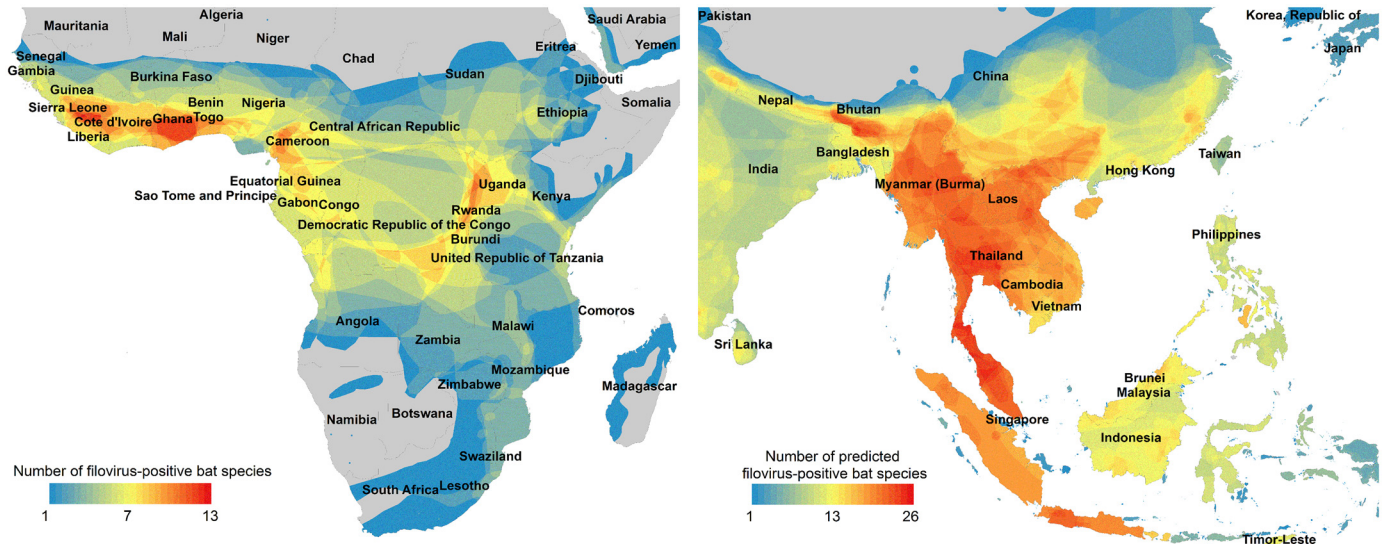 Mauritania
Algeria
Mali
Niger
Chad
Saudi Arabia
Yemen
Eritrea
Senegal
Gambia
Burkina Faso
Sudan
Djibouti
Guinea
Benin
Nigeria
Ethiopia
Somalia
Sierra Leone
Cote d'Ivoire
Ghana
Togo
Liberia
Central African Republic
Cameroon
Equatorial Guinea
Uganda
Sao Tome and Principe
Gabon
Congo
Kenya
Rwanda
Democratic Republic of the Congo
Burundi
United Republic of Tanzania
Angola
Malawi
Comoros
Zambia
Mozambique
Zimbabwe
Madagascar
Namibia
Botswana
Swaziland
South Africa
Lesotho
Number of filovirus-positive bat species
1 7 13
Pakistan
Korea, Republic of
Japan
China
Nepal
Bhutan
Bangladesh
India
Taiwan
Hong Kong
Myanmar (Burma)
Laos
Philippines
Thailand
Cambodia
Vietnam
Sri Lanka
Brunei
Malaysia
Singapore
Indonesia
Number of predicted
filovirus-positive bat species
1 13 26
Timor-Leste